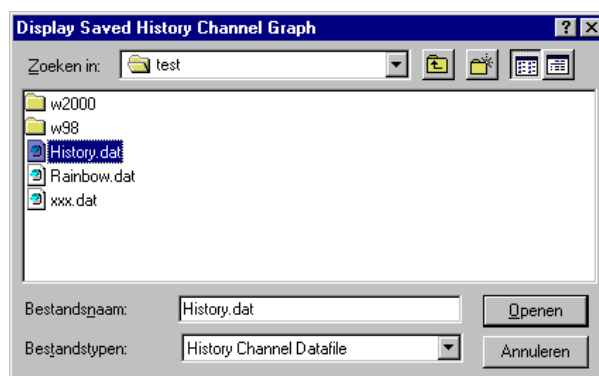 Display Saved History Channel Graph
Zoeken in: test
w2000
w98
History.dat
Rainbow.dat
xxx.dat
Bestandsnaam: History.dat Openen
Bestandstypen: History Channel Datafile Annuleren